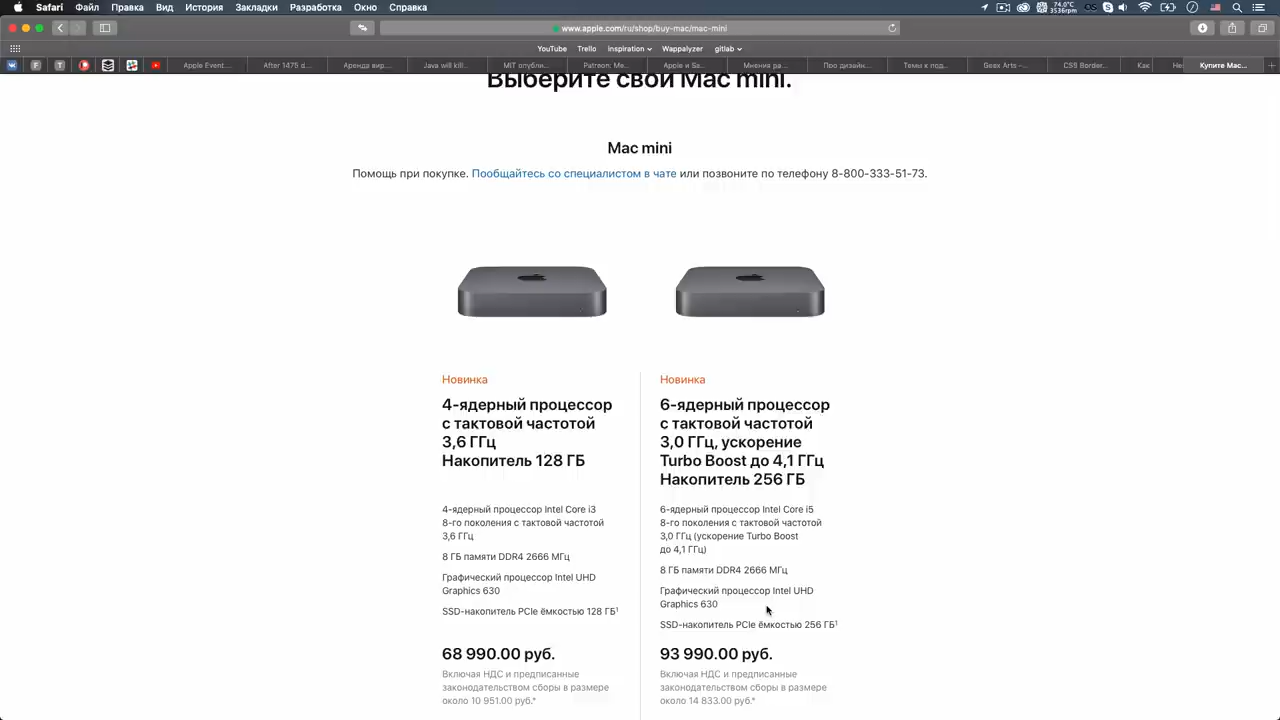 Safari Файл Правка Вид История Закладки Разработка Окно Справка
74,0°C
3536rpm
www.apple.com/ru/shop/buy-mac/mac-mini
YouTube Trello inspiration Wappalyzer gitlab
Apple Event... After 1475 d... Аренда вир... Java will kill... MIT опубли... Patreon: Me... Apple и Ба... Мнения ра... Про дизайн... Темы к под... Geex Arts –... CSS Border... Как Не Купите Mac...
Выберите свой Mac mini.
Mac mini
Помощь при покупке. Пообщайтесь со специалистом в чате или позвоните по телефону 8-800-333-51-73.
Новинка
4-ядерный процессор
с тактовой частотой
3,6 ГГц
Накопитель 128 ГБ
4-ядерный процессор Intel Core i3
8-го поколения с тактовой частотой
3,6 ГГц
8 ГБ памяти DDR4 2666 МГц
Графический процессор Intel UHD
Graphics 630
SSD-накопитель PCIe ёмкостью 128 ГБ¹
68 990.00 руб.
Включая НДС и предписанные
законодательством сборы в размере
около 10 951.00 руб.*
Новинка
6-ядерный процессор
с тактовой частотой
3,0 ГГц, ускорение
Turbo Boost до 4,1 ГГц
Накопитель 256 ГБ
6-ядерный процессор Intel Core i5
8-го поколения с тактовой частотой
3,0 ГГц (ускорение Turbo Boost
до 4,1 ГГц)
8 ГБ памяти DDR4 2666 МГц
Графический процессор Intel UHD
Graphics 630
SSD-накопитель PCIe ёмкостью 256 ГБ¹
93 990.00 руб.
Включая НДС и предписанные
законодательством сборы в размере
около 14 833.00 руб.*